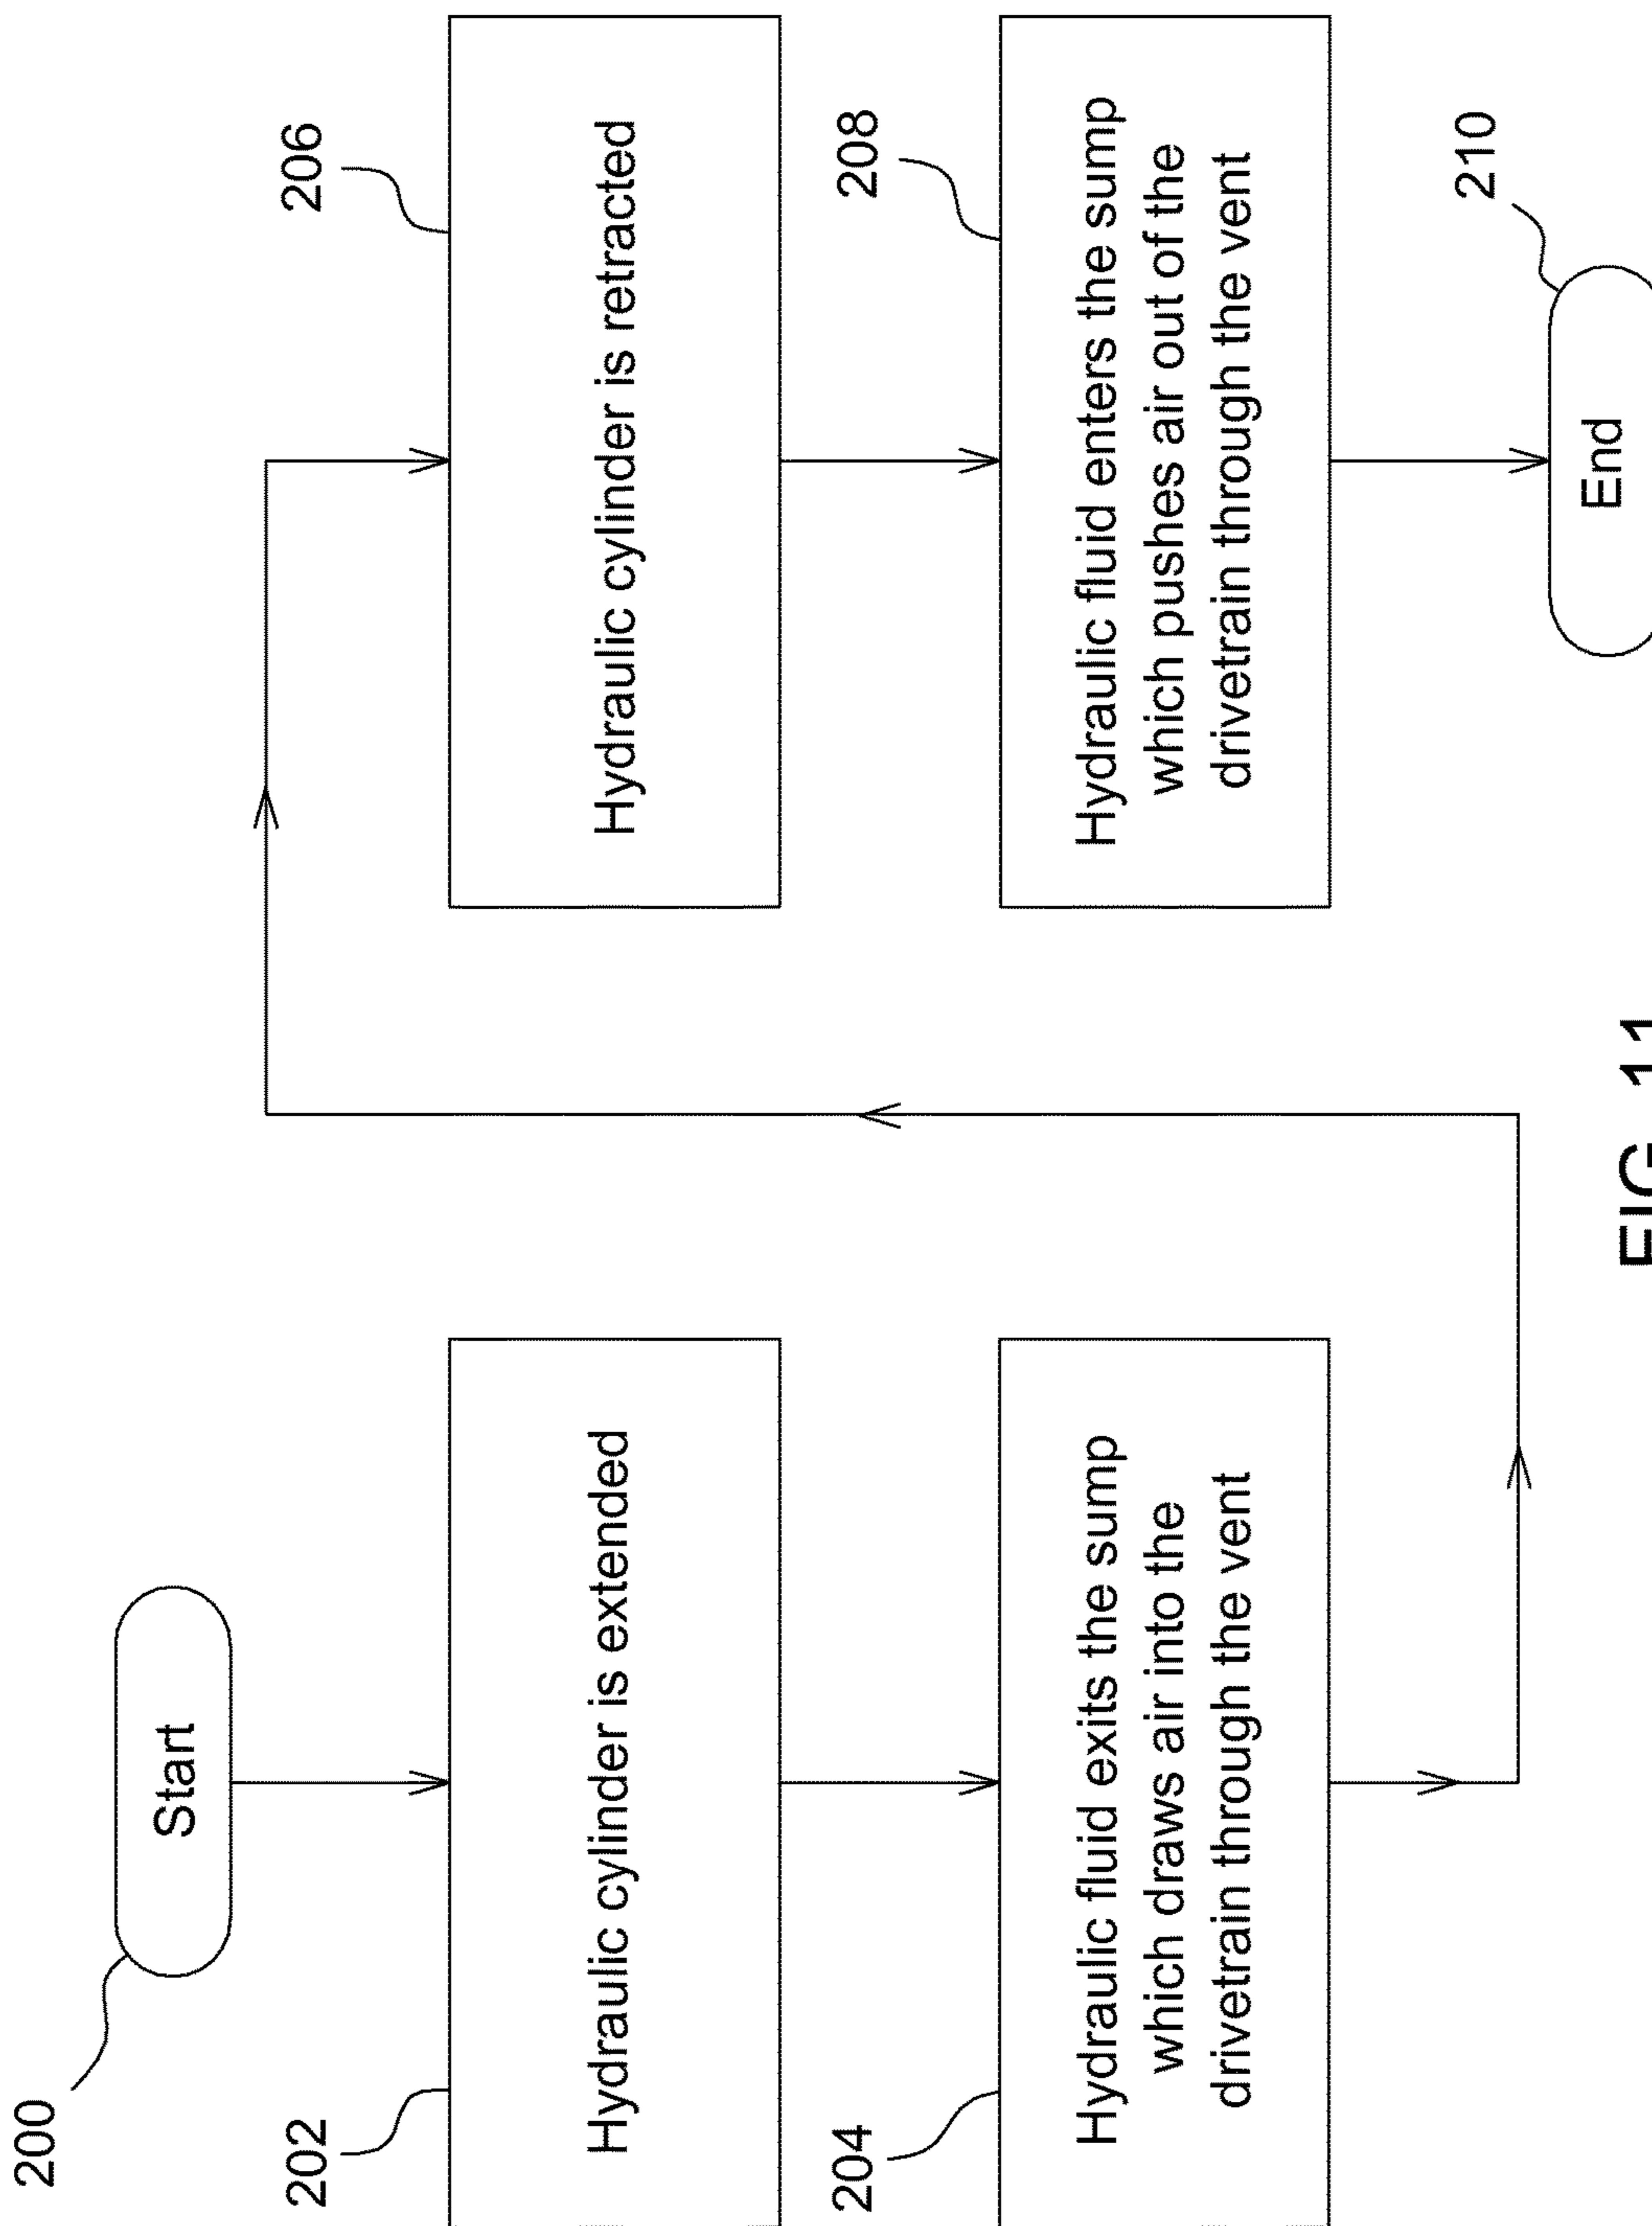 200
Start
202
Hydraulic cylinder is extended
204
Hydraulic fluid exits the sump
which draws air into the
drivetrain through the vent
206
Hydraulic cylinder is retracted
208
Hydraulic fluid enters the sump
which pushes air out of the
drivetrain through the vent
210
End
FIG. 11